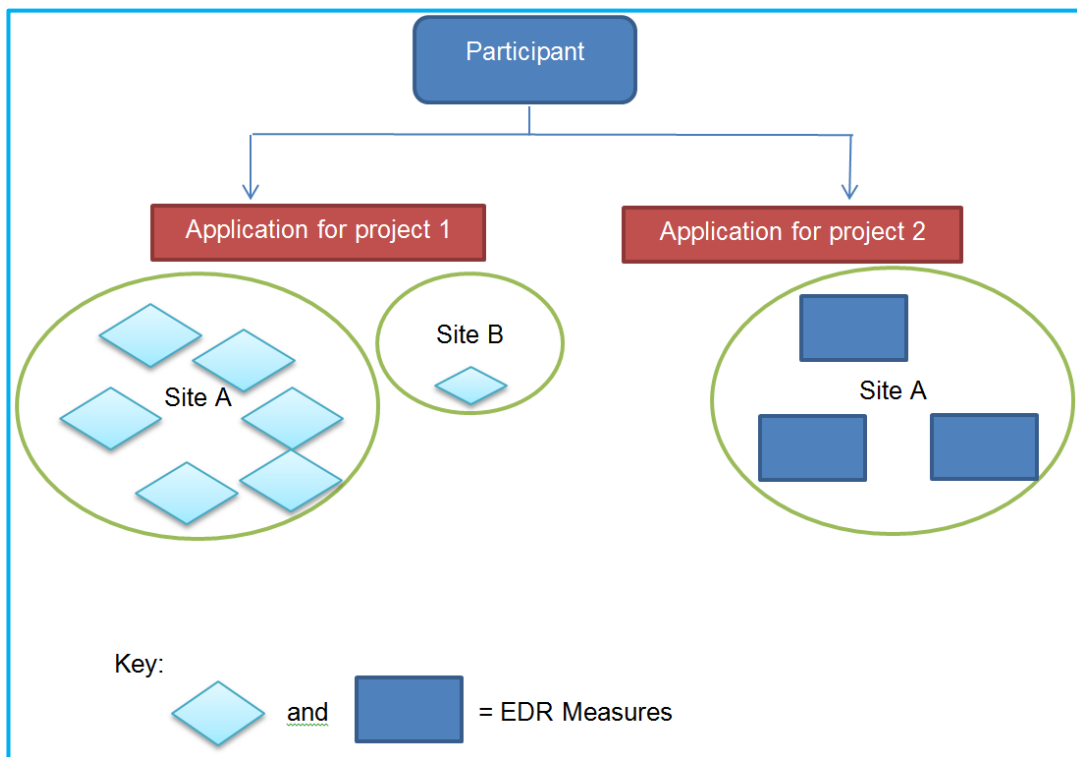 Participant
Application for project 1
Application for project 2
Site A
Site B
Site A
Key:
and
= EDR Measures